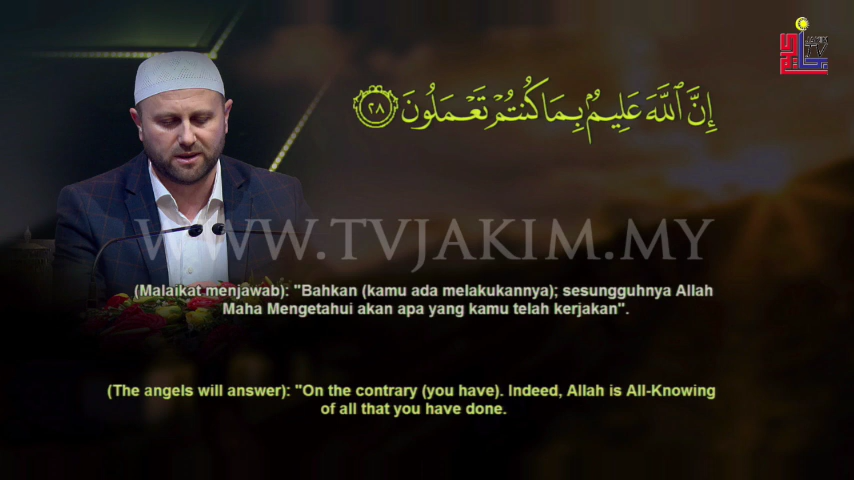 إِنَّ ٱللَّهَ عَلِيمُۢ بِمَا كُنتُمْ تَعْمَلُونَ ٢٨
TV
WWW.TVJAKIM.MY
(Malaikat menjawab): "Bahkan (kamu ada melakukannya); sesungguhnya Allah
Maha Mengetahui akan apa yang kamu telah kerjakan".
(The angels will answer): "On the contrary (you have). Indeed, Allah is All-Knowing
of all that you have done.